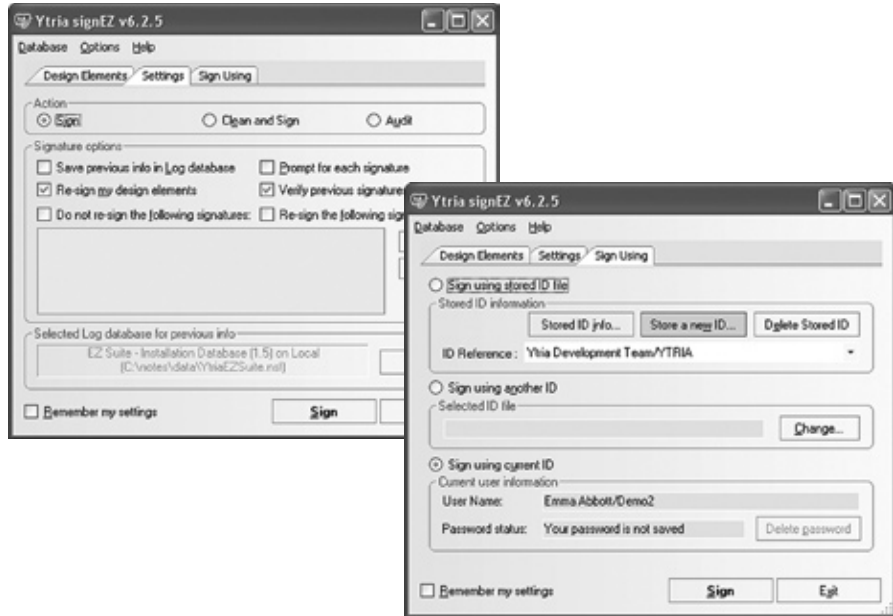 Ytria signEZ v6.2.5
Database Options Help
Design Elements Settings Sign Using
Action
Sign Clean and Sign Audit
Signature options
Save previous info in Log database Prompt for each signature
Re-sign my design elements Verify previous signatures
Do not re-sign the following signatures: Re-sign the following
Selected Log database for previous info
EZ Suite - Installation Database (1.5) on Local
(C:\notes\data\YtriaEZSuite.nsf)
Remember my settings Sign
Ytria signEZ v6.2.5
Database Options Help
Design Elements Settings Sign Using
Sign using stored ID file
Stored ID information
Stored ID info... Store a new ID... Delete Stored ID
ID Reference : Ytria Development Team/YTRIA
Sign using another ID
Selected ID file
Change...
Sign using current ID
Current user information
User Name: Emma Abbott/Demo2
Password status: Your password is not saved Delete password
Remember my settings Sign Exit